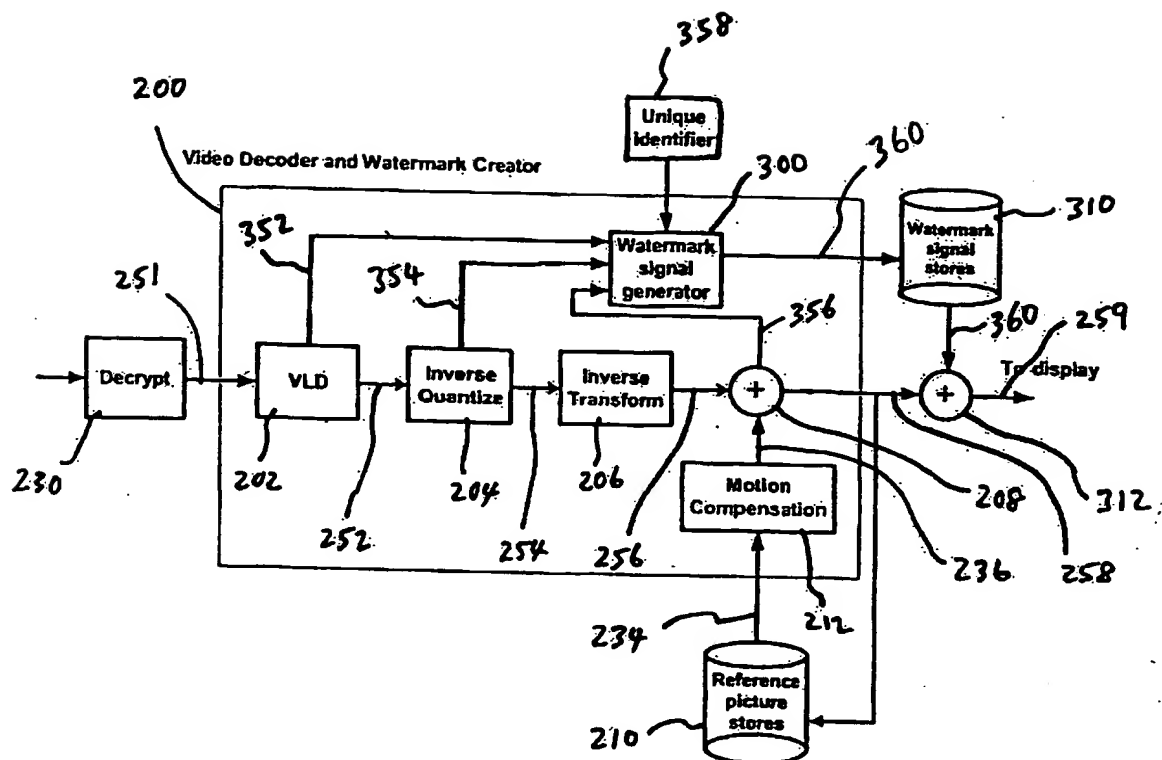 358
200
Unique
identifier
360
Video Decoder and Watermark Creator
300
310
352
Watermark
signal
generator
Watermark
signal
stores
251
354
356
360
259
To display
Decrypt
VLD
Inverse
Quantize
Inverse
Transform
+
+
230
202
204
206
Motion
Compensation
208
312
252
254
256
236
258
234
212
Reference
picture
stores
210